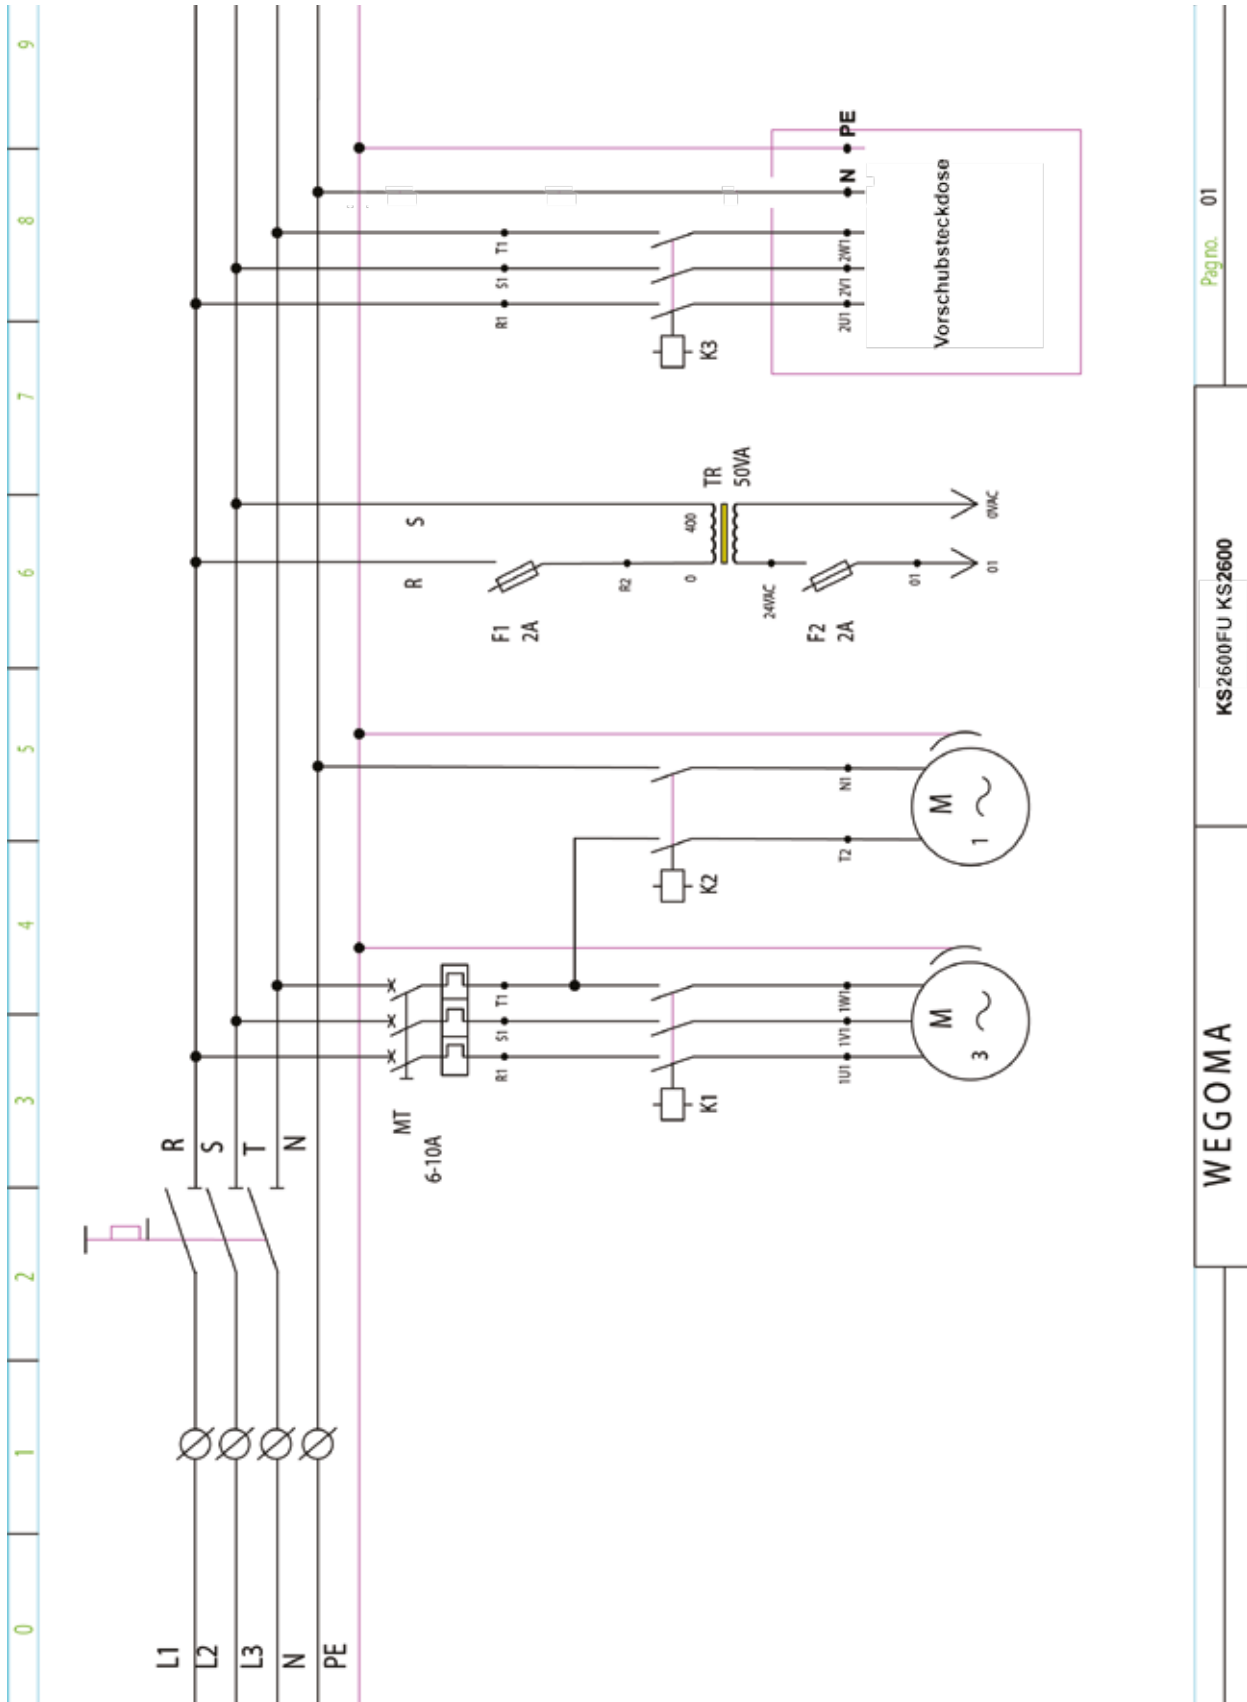 0 1 2 3 4 5 6 7 8 9
L1
L2
L3
N
PE
R
S
T
N
MT
6-10A
R1 S1 T1
K1
1U1 1V1 1W1
M
3
K2
T2 N1
M
1
R S
F1
2A
R2
0 400
TR
50VA
24VAC
F2
2A
01
01 0VAC
R1 S1 T1
K3
2U1 2V1 2W1 N PE
Vorschubsteckdose
WEGOMA
KS2600FU KS2600
Pag no. 01